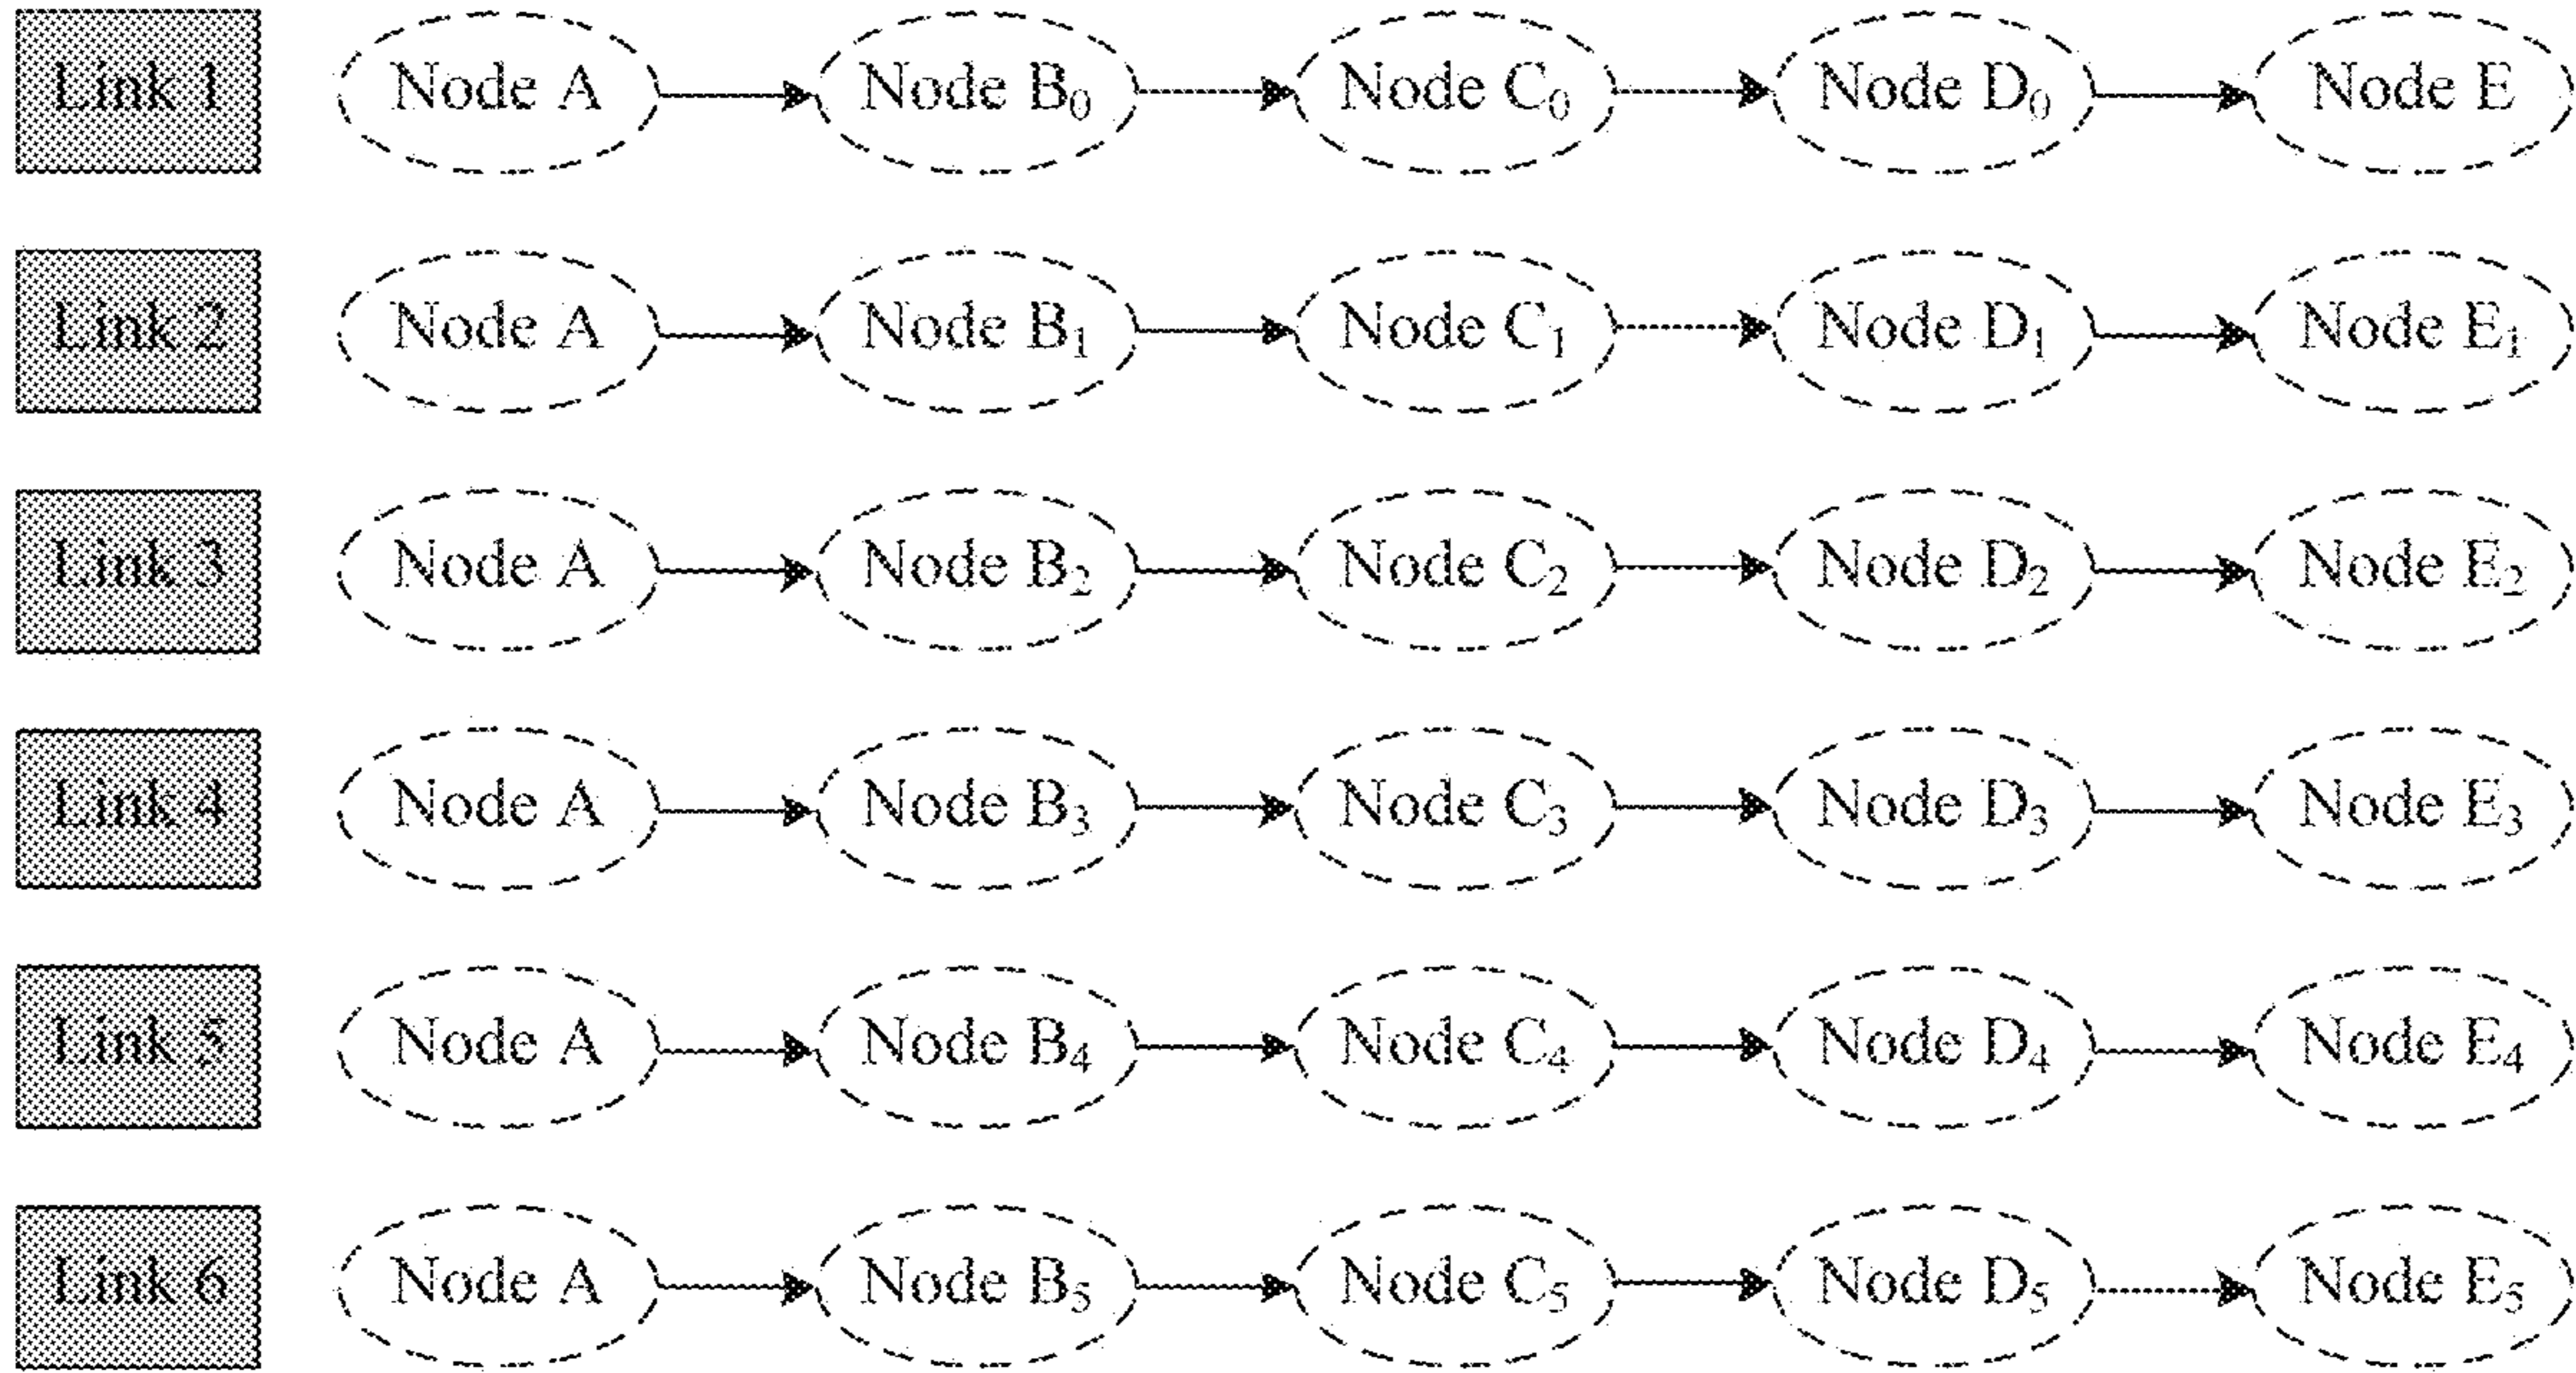 Link 1 Node A Node B₀ Node C₀ Node D₀ Node E
Link 2 Node A Node B₁ Node C₁ Node D₁ Node E₁
Link 3 Node A Node B₂ Node C₂ Node D₂ Node E₂
Link 4 Node A Node B₃ Node C₃ Node D₃ Node E₃
Link 5 Node A Node B₄ Node C₄ Node D₄ Node E₄
Link 6 Node A Node B₅ Node C₅ Node D₅ Node E₅